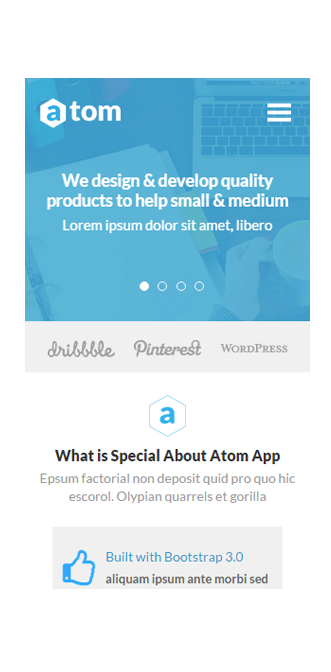 atom
We design & develop quality
products to help small & medium
Lorem ipsum dolor sit amet, libero
dribbble Pinterest WORDPRESS
a
What is Special About Atom App
Epsum factorial non deposit quid pro quo hic
escorol. Olypian quarrels et gorilla
Built with Bootstrap 3.0
aliquam ipsum ante morbi sed